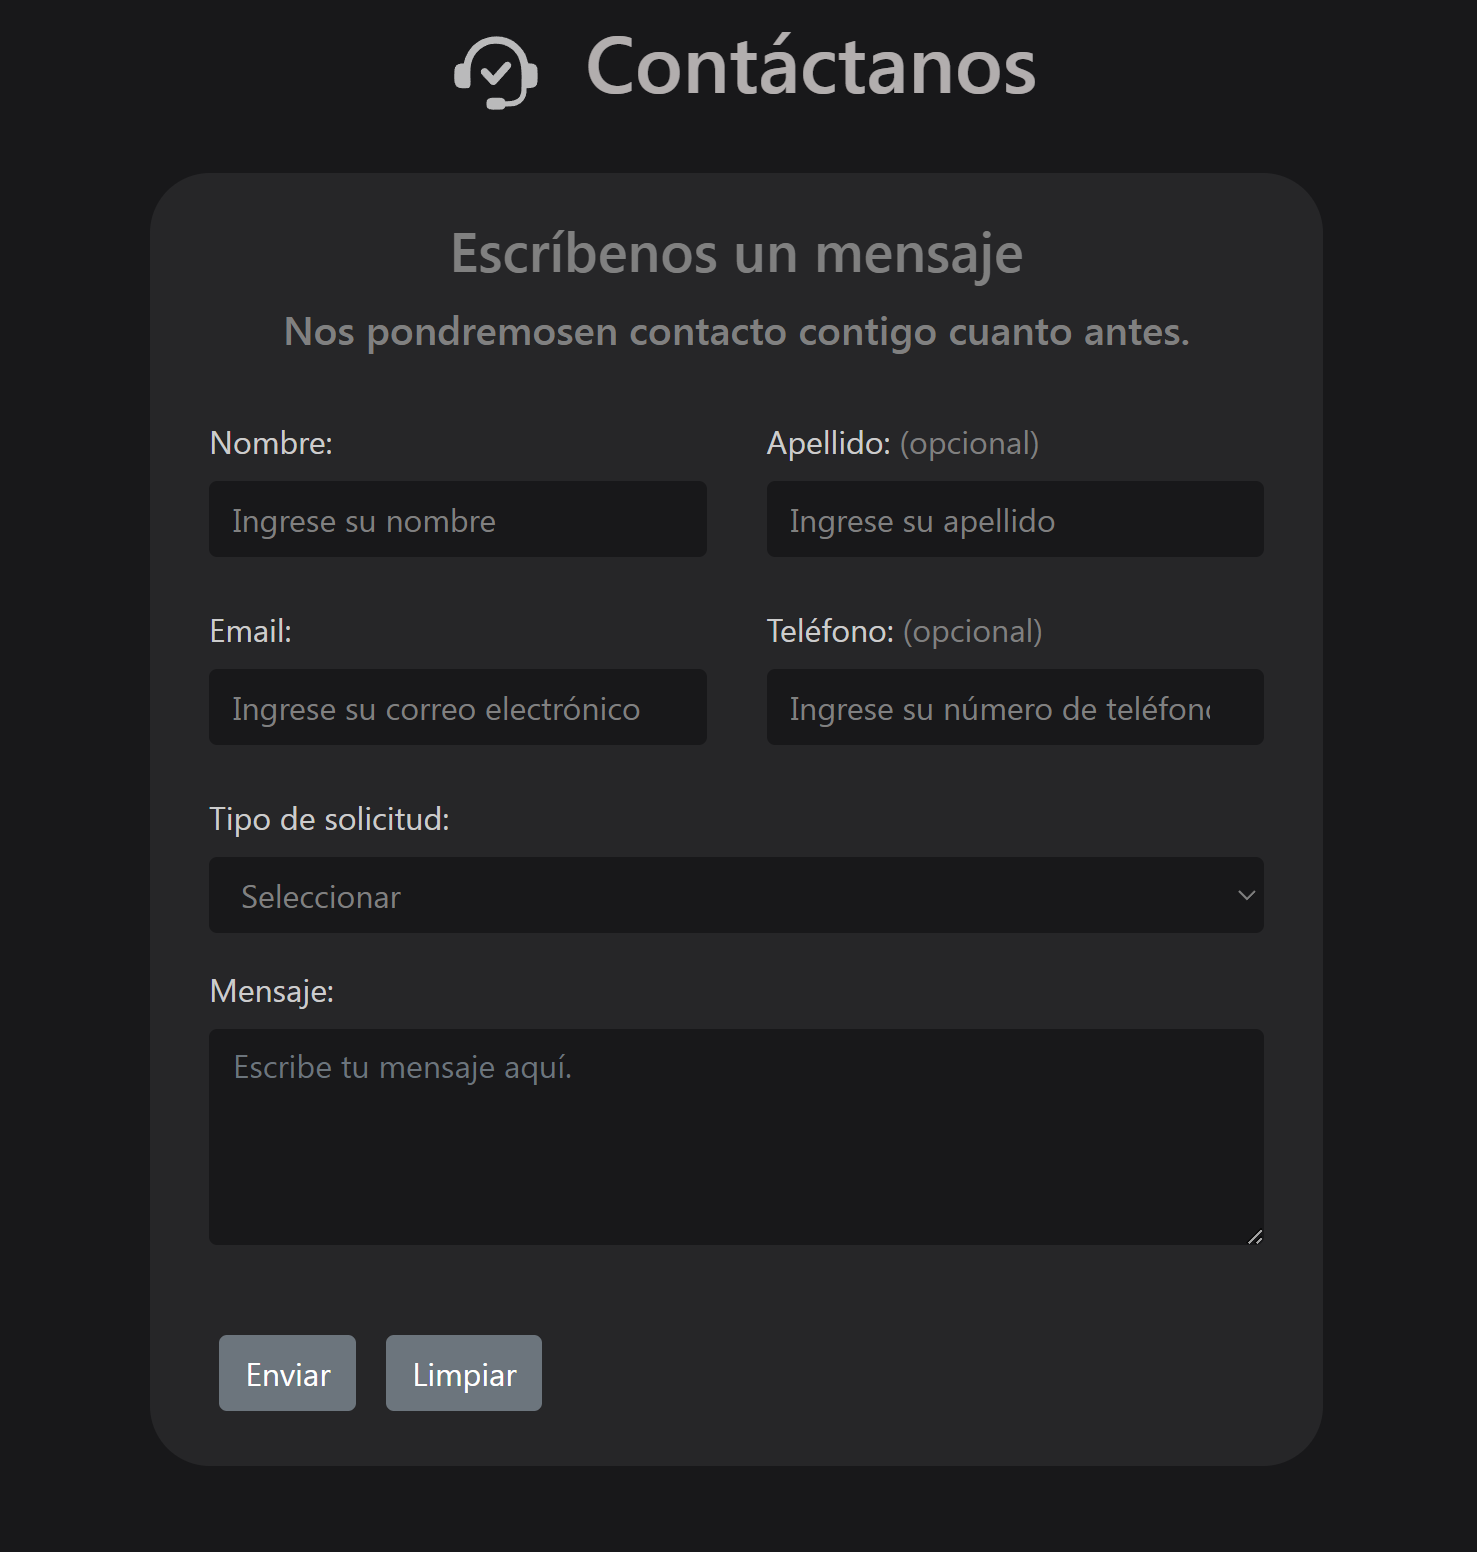 Contáctanos
Escríbenos un mensaje
Nos pondremosen contacto contigo cuanto antes.
Nombre:
Apellido: (opcional)
Ingrese su nombre
Ingrese su apellido
Email:
Teléfono: (opcional)
Ingrese su correo electrónico
Ingrese su número de teléfono
Tipo de solicitud:
Seleccionar
Mensaje:
Escribe tu mensaje aquí.
Enviar
Limpiar